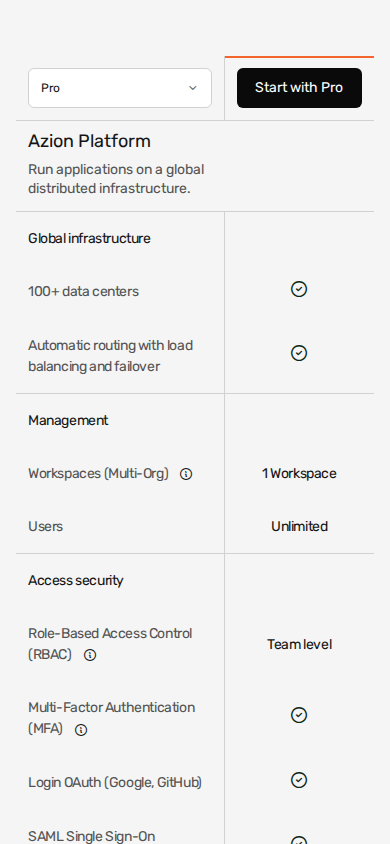 Pro
Start with Pro
Azion Platform
Run applications on a global
distributed infrastructure.
Global infrastructure
100+ data centers
Automatic routing with load
balancing and failover
Management
Workspaces (Multi-Org)
1 Workspace
Users
Unlimited
Access security
Role-Based Access Control
(RBAC)
Team level
Multi-Factor Authentication
(MFA)
Login OAuth (Google, GitHub)
SAML Single Sign-On